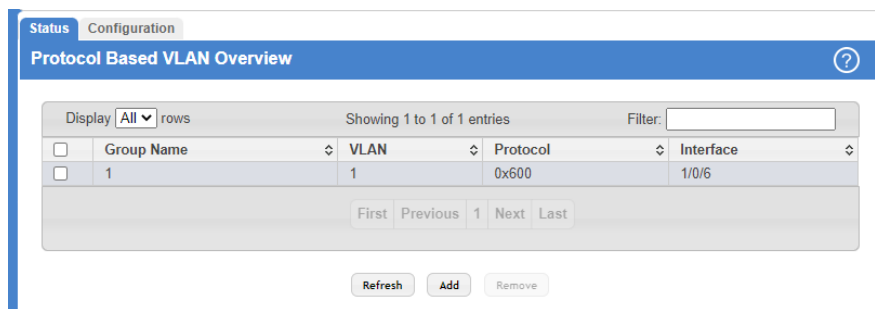 Status Configuration
Protocol Based VLAN Overview ?
Display All rows Showing 1 to 1 of 1 entries Filter:
Group Name VLAN Protocol Interface
1 1 0x600 1/0/6
First Previous 1 Next Last
Refresh Add Remove